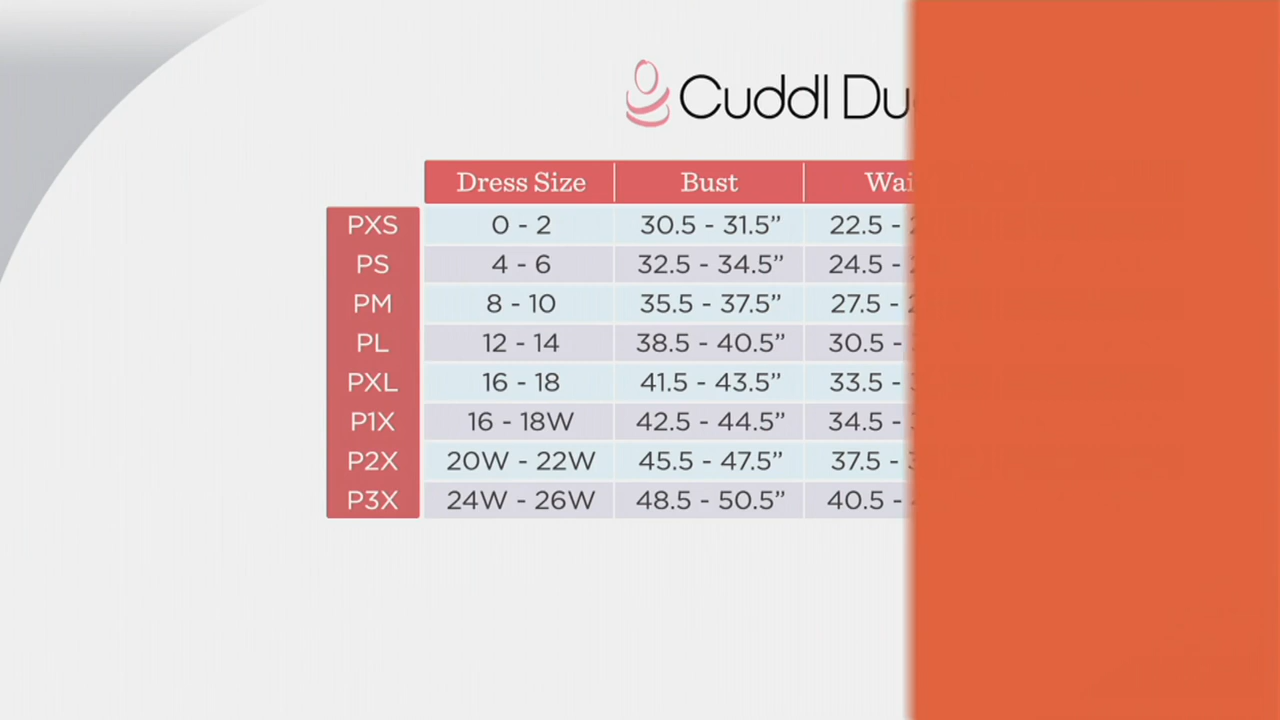 Cuddl
Dress Size Bust
PXS 0 - 2 30.5 - 31.5” 22.5 -
PS 4 - 6 32.5 - 34.5” 24.5 -
PM 8 - 10 35.5 - 37.5” 27.5 -
PL 12 - 14 38.5 - 40.5” 30.5 -
PXL 16 - 18 41.5 - 43.5” 33.5 -
P1X 16 - 18W 42.5 - 44.5” 34.5 -
P2X 20W - 22W 45.5 - 47.5” 37.5 -
P3X 24W - 26W 48.5 - 50.5” 40.5 -